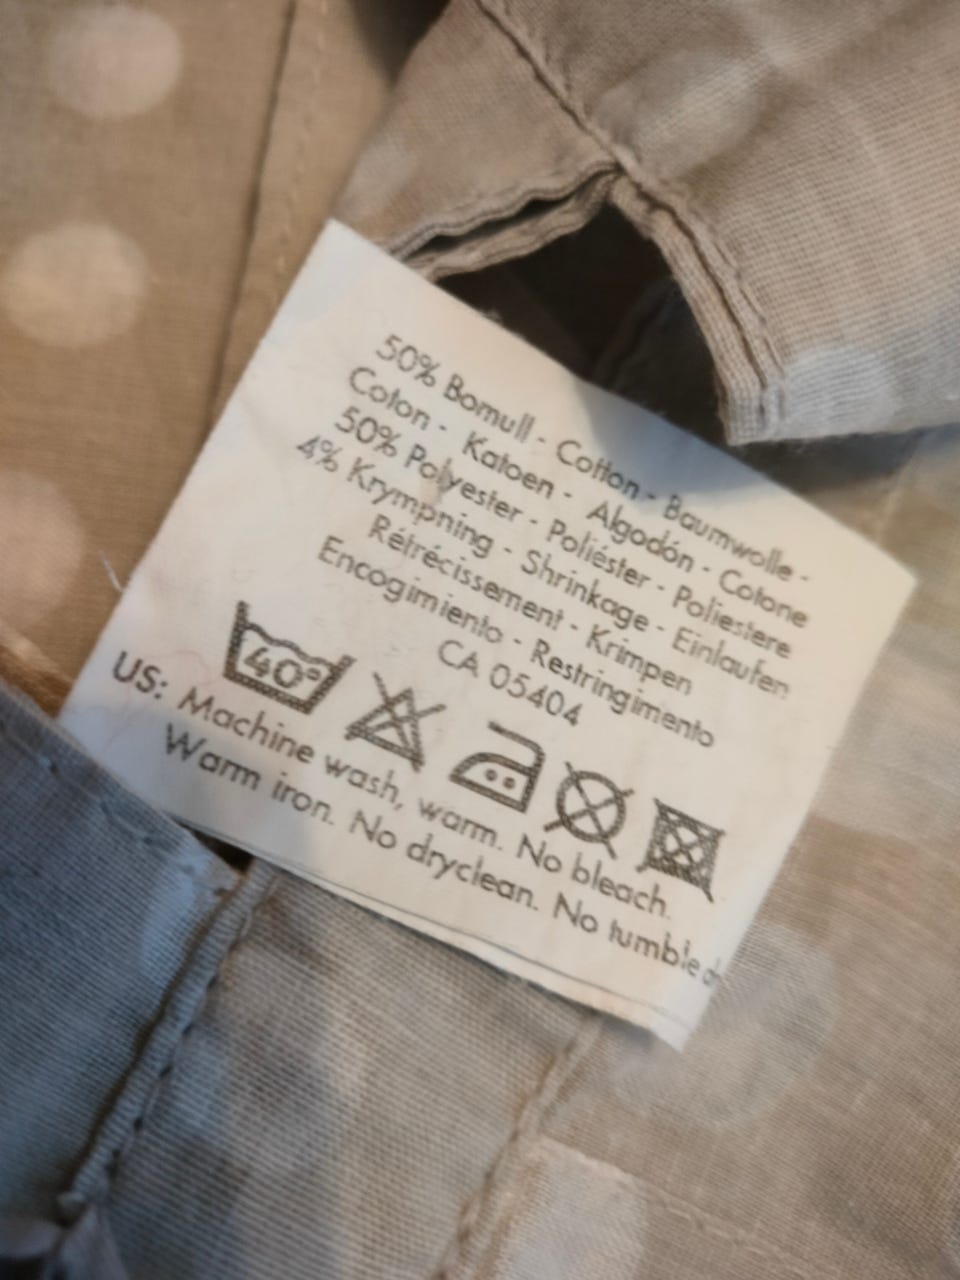 50% Bomull - Cotton - Baumwolle -
Coton - Katoen - Algodón - Cotone
50% Polyester - Poliéster - Poliestere
4% Krympning - Shrinkage - Einlaufen
Rétrécissement - Krimpen
Encogimiento - Restringimento
CA 05404
40°
US: Machine wash, warm. No bleach.
Warm iron. No dryclean. No tumble